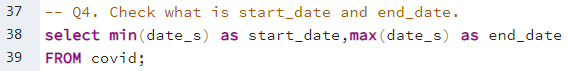 37 -- Q4. Check what is start_date and end_date.
38 select min(date_s) as start_date,max(date_s) as end_date
39 FROM covid;